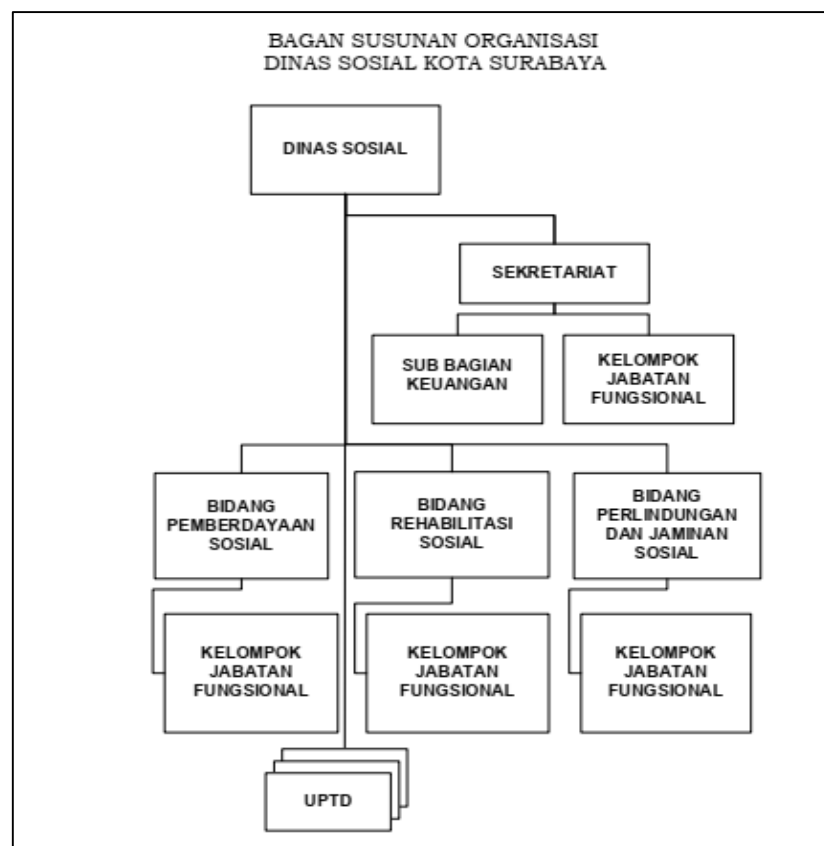 BAGAN SUSUNAN ORGANISASI
DINAS SOSIAL KOTA SURABAYA
DINAS SOSIAL
SEKRETARIAT
SUB BAGIAN
KEUANGAN
KELOMPOK
JABATAN
FUNGSIONAL
BIDANG
PEMBERDAYAAN
SOSIAL
BIDANG
REHABILITASI
SOSIAL
BIDANG
PERLINDUNGAN
DAN JAMINAN
SOSIAL
KELOMPOK
JABATAN
FUNGSIONAL
KELOMPOK
JABATAN
FUNGSIONAL
KELOMPOK
JABATAN
FUNGSIONAL
UPTD